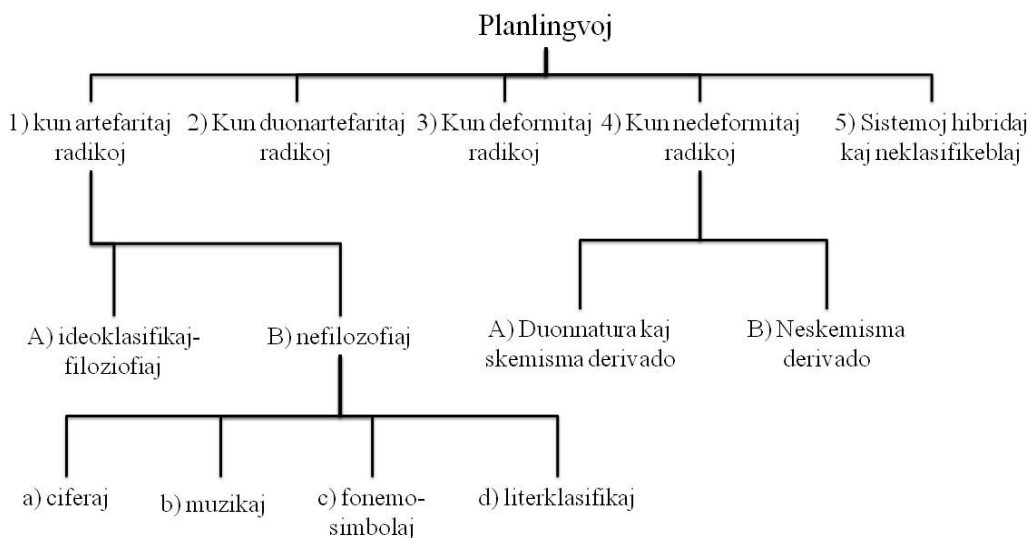 Planlingvoj
1) kun artefaritaj
radikoj
2) Kun duonartefaritaj
radikoj
3) Kun deformitaj
radikoj
4) Kun nedeformitaj
radikoj
5) Sistemoj hibridaj
kaj neklasifikeblaj
A) ideoklasifikaj-
filoziofiaj
B) nefilozofiaj
A) Duonnatura kaj
skemisma derivado
B) Neskemisma
derivado
a) ciferaj
b) muzikaj
c) fonemo-
simbolaj
d) literklasifikaj